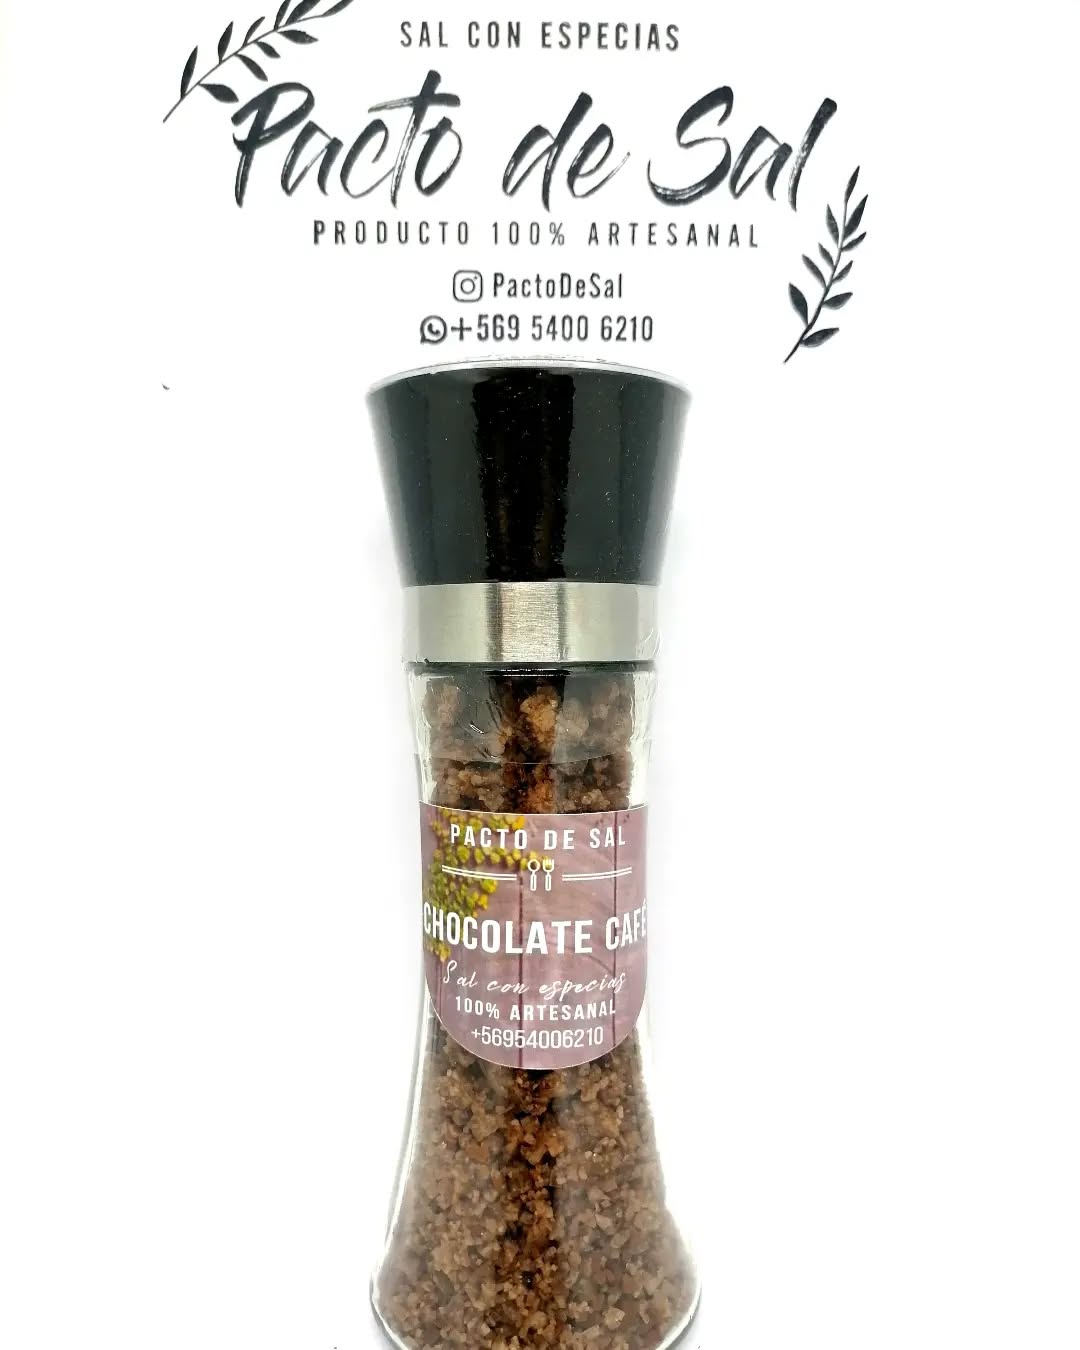 SAL CON ESPECIAS
Pacto de Sal
PRODUCTO 100% ARTESANAL
PactoDeSal
+569 5400 6210
PACTO DE SAL
CHOCOLATE CAFÉ
Sal con especias
100% ARTESANAL
+56954006210